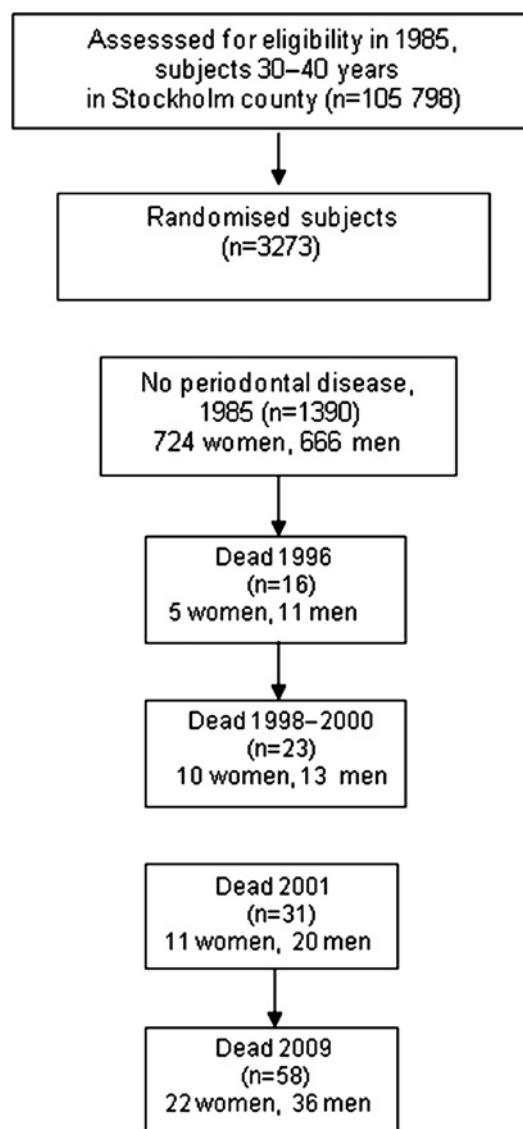 Assesssed for eligibility in 1985,
subjects 30–40 years
in Stockholm county (n=105 798)
Randomised subjects
(n=3273)
No periodontal disease,
1985 (n=1390)
724 women, 666 men
Dead 1996
(n=16)
5 women, 11 men
Dead 1998–2000
(n=23)
10 women, 13 men
Dead 2001
(n=31)
11 women, 20 men
Dead 2009
(n=58)
22 women, 36 men